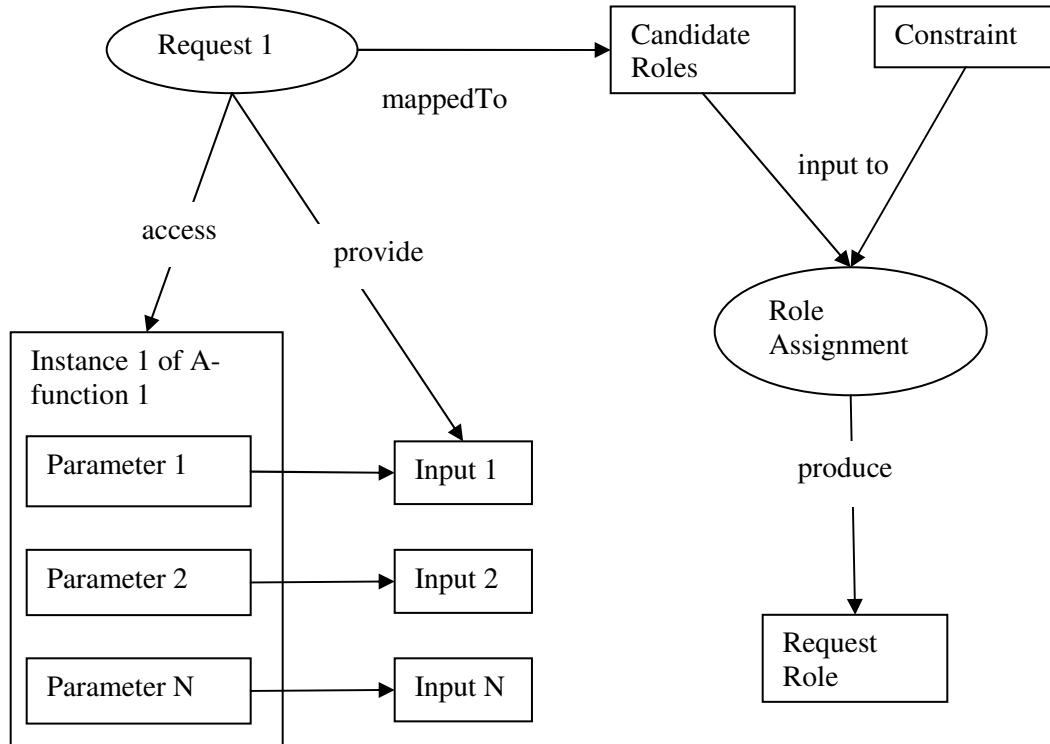 Request 1
Candidate
Roles
Constraint
mappedTo
input to
access
provide
Role
Assignment
Instance 1 of A-
function 1
Parameter 1
Input 1
produce
Parameter 2
Input 2
Request
Role
Parameter N
Input N